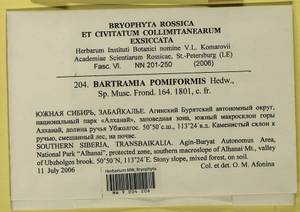 BRYOPHYTA ROSSICA
ET CIVITATUM COLLIMITANEARUM
EXSICCATA
Herbarum Instituti Botanici nomine V.L. Komarovii
Academiae Scientiarum Rossicae, St.-Petersburg (LE)
Fasc. VI. NN 201-250 (2006)
204. BARTRAMIA POMIFORMIS Hedw.,
Sp. Musc. Frond. 164. 1801, c. fr.
ЮЖНАЯ СИБИРЬ, ЗАБАЙКАЛЬЕ. Агинский Бурятский автономный округ,
национальный парк «Алханай», заповедная зона, южный макросклон горы
Алханай, долина ручья Убжогое. 50°50' с.ш., 113°24' в.д. Каменистый склон к
ручью, смешанный лес, на почве.
SOUTHERN SIBERIA, TRANSBAIKALIA. Agin-Buryat Autonomous Area,
National Park "Alhanai", protected zone, southern macroslope of Alhanai Mt., valley
of Ubzhogoe brook. 50°50'N, 113°24'E. Stony slope, mixed forest, on soil.
11 July 2006 Col. et det. O. M. Afonina
Herbarium MW, Bryophyta